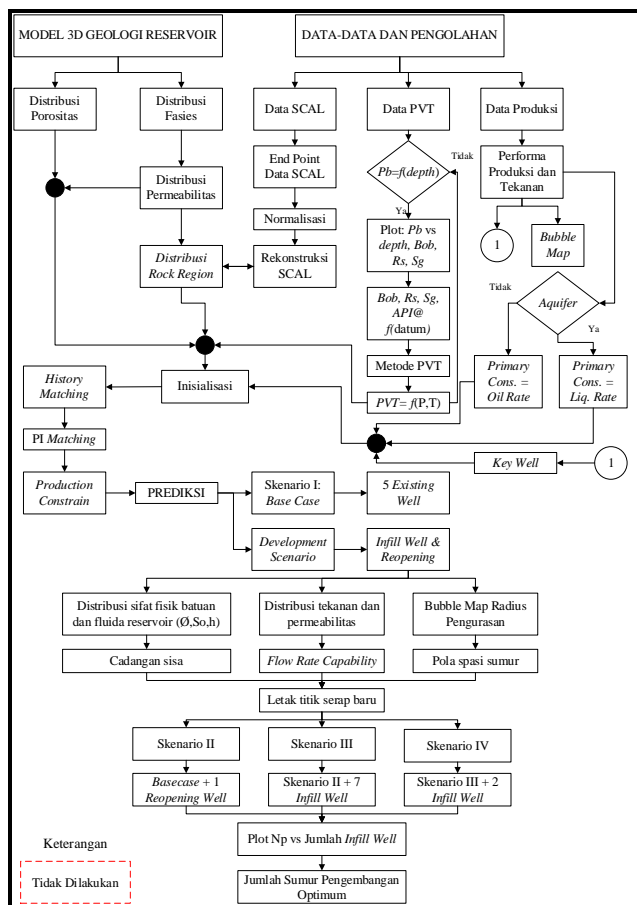 MODEL 3D GEOLOGI RESERVOIR
DATA-DATA DAN PENGOLAHAN
Distribusi
Porositas
Distribusi
Fasies
Data SCAL
Data PVT
Data Produksi
End Point
Data SCAL
Pb=f(depth)
Tidak
Ya
Performa
Produksi dan
Tekanan
Distribusi
Permeabilitas
Normalisasi
Plot: Pb vs
depth, Bob,
Rs, Sg
1
Bubble
Map
Distribusi
Rock Region
Rekonstruksi
SCAL
Bob, Rs, Sg,
API@
f(datum)
Tidak
Aquifer
Ya
History
Matching
Inisialisasi
Metode PVT
PVT= f(P,T)
Primary
Cons. =
Oil Rate
Primary
Cons. =
Liq. Rate
PI Matching
Key Well
1
Production
Constrain
PREDIKSI
Skenario I:
Base Case
5 Existing
Well
Development
Scenario
Infill Well &
Reopening
Distribusi sifat fisik batuan
dan fluida reservoir (Ø,So,h)
Distribusi tekanan dan
permeabilitas
Bubble Map Radius
Pengurasan
Cadangan sisa
Flow Rate Capability
Pola spasi sumur
Letak titik serap baru
Skenario II
Skenario III
Skenario IV
Basecase + 1
Reopening Well
Skenario II + 7
Infill Well
Skenario III + 2
Infill Well
Plot Np vs Jumlah Infill Well
Keterangan
Tidak Dilakukan
Jumlah Sumur Pengembangan
Optimum